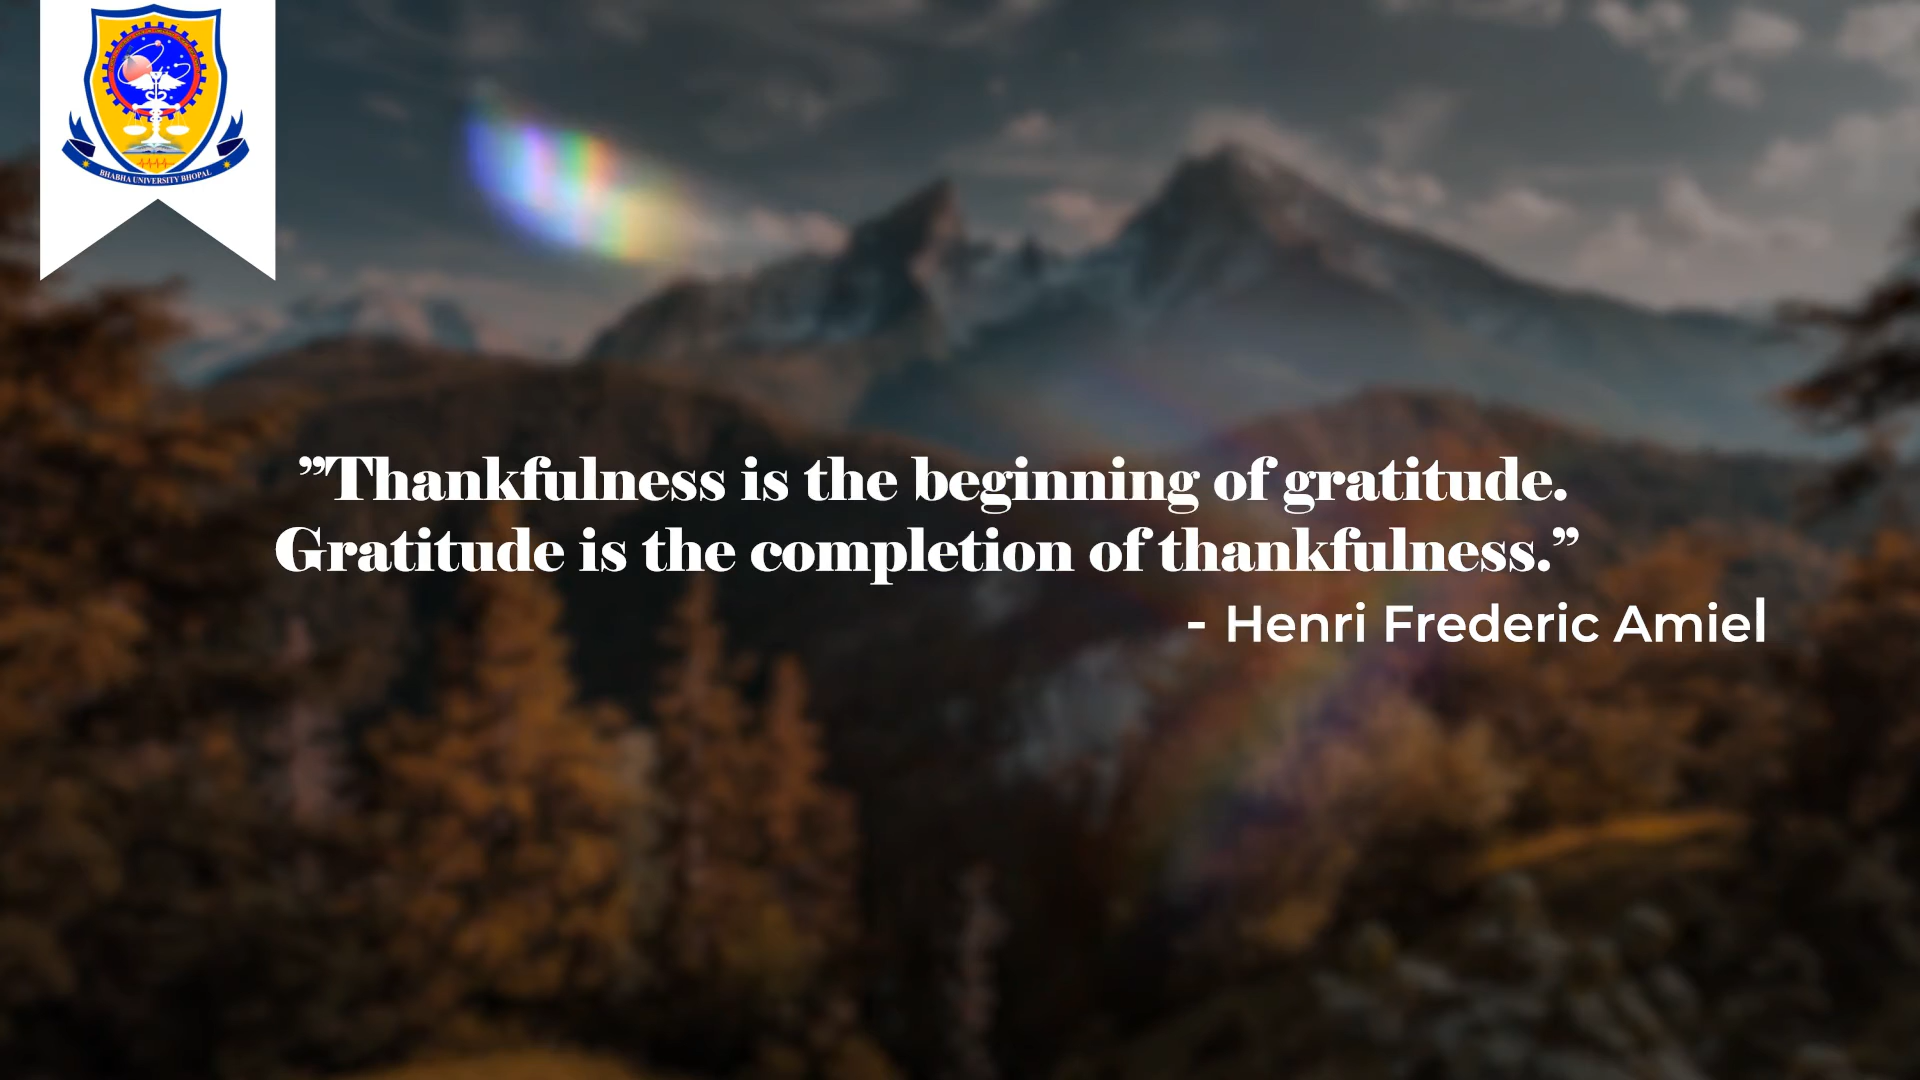 BHABHA UNIVERSITY BHOPAL
”Thankfulness is the beginning of gratitude.
Gratitude is the completion of thankfulness.”
- Henri Frederic Amiel